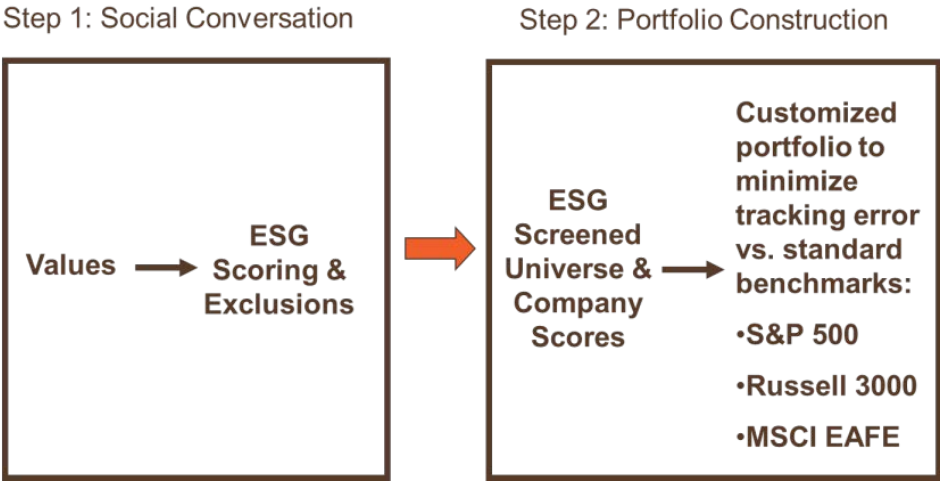 Step 1: Social Conversation
Values
ESG
Scoring &
Exclusions
Step 2: Portfolio Construction
ESG
Screened
Universe &
Company
Scores
Customized
portfolio to
minimize
tracking error
vs. standard
benchmarks:
•S&P 500
•Russell 3000
•MSCI EAFE